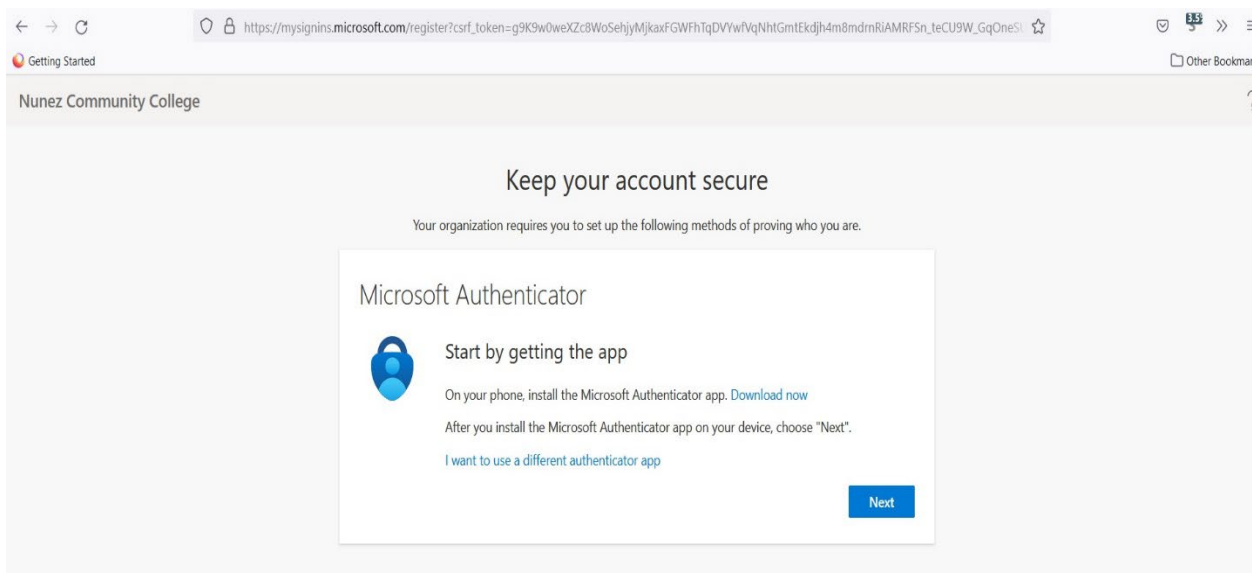 https://mysignins.microsoft.com/register?csrf_token=g9K9w0weXZc8WoSehjyMjkaxFGWFhTqDVYwfVqNhtGmtEkdjh4m8mdrnRiAMRFSn_teCU9W_GqOneS
3.5
Getting Started
Other Bookmar
Nunez Community College
Keep your account secure
Your organization requires you to set up the following methods of proving who you are.
Microsoft Authenticator
Start by getting the app
On your phone, install the Microsoft Authenticator app. Download now
After you install the Microsoft Authenticator app on your device, choose "Next".
I want to use a different authenticator app
Next